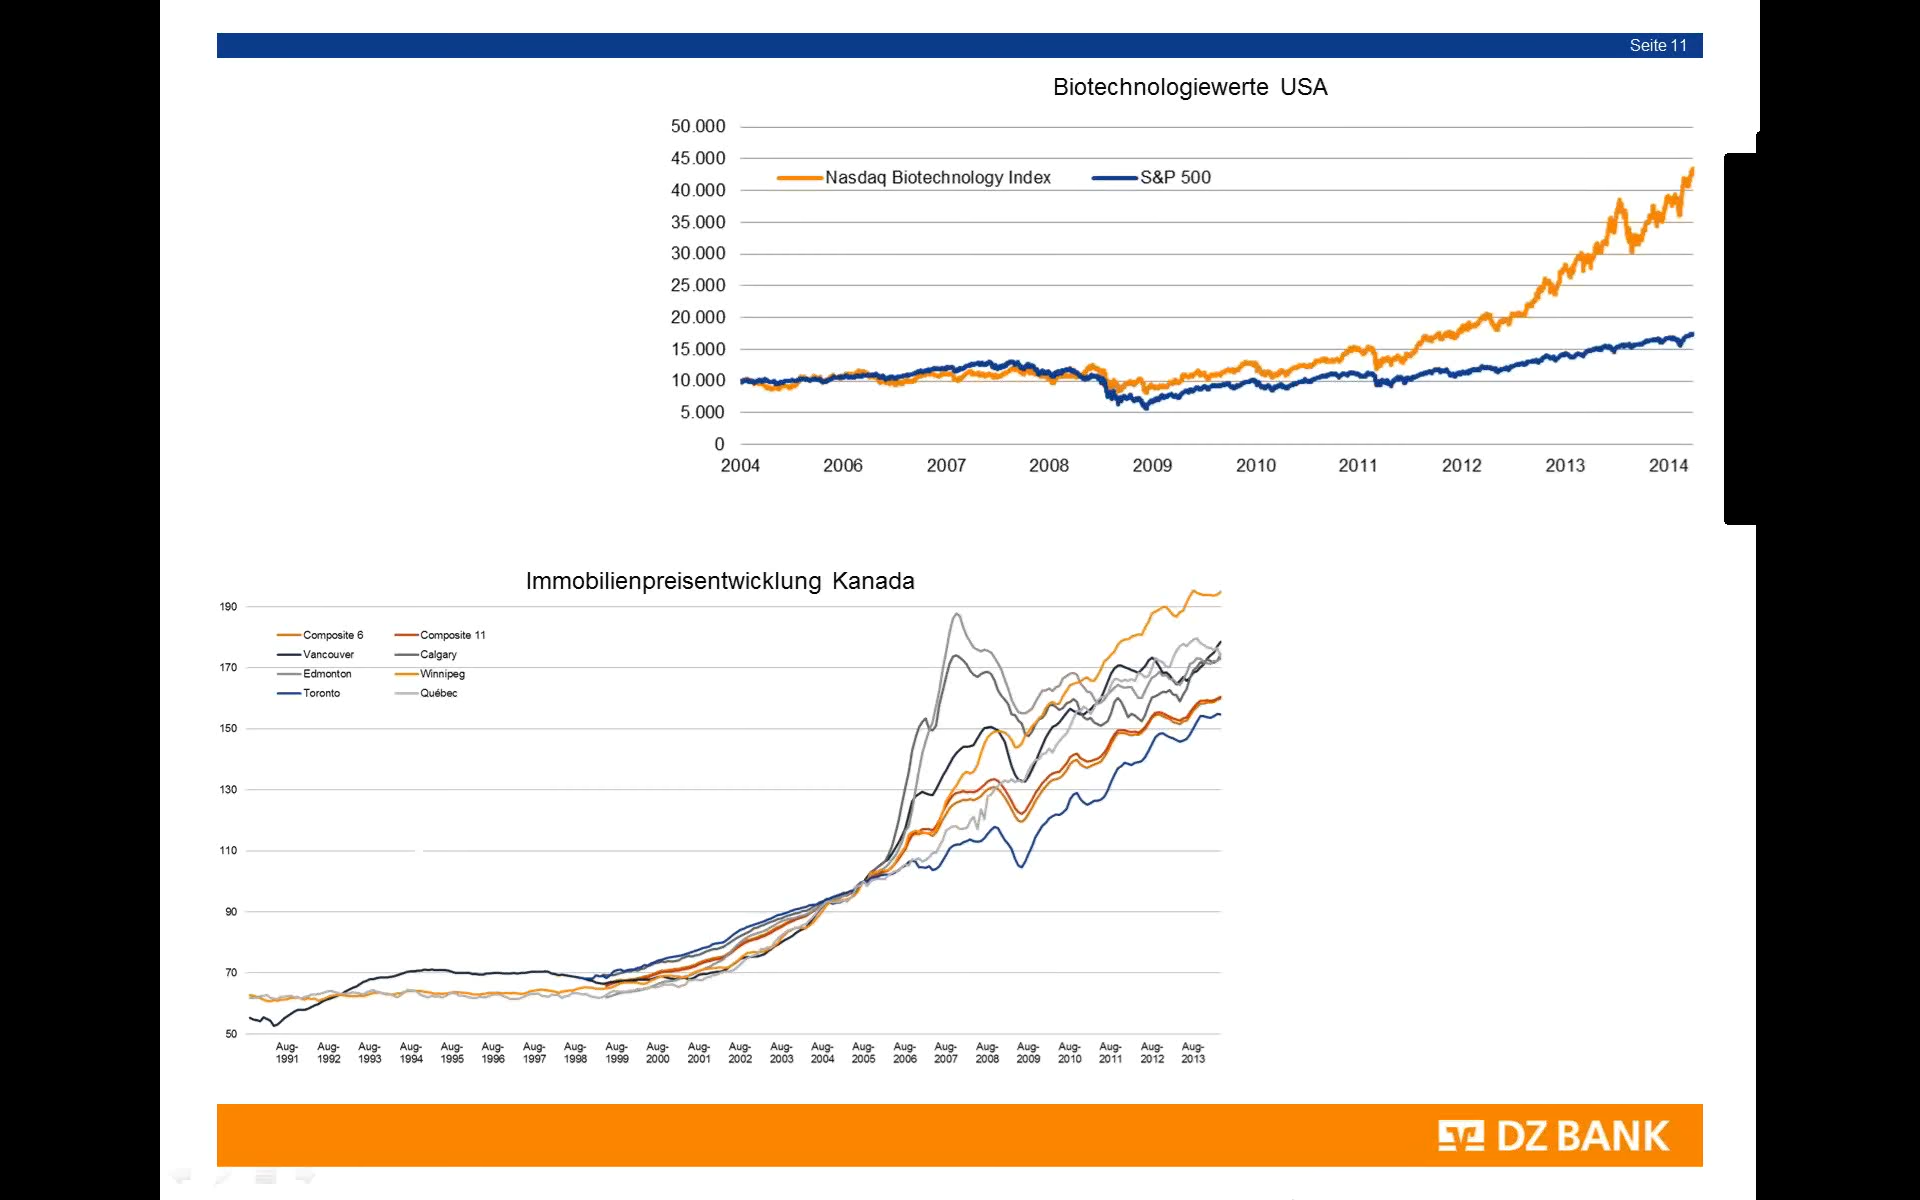 Seite 11
Biotechnologiewerte USA
50.000
45.000
Nasdaq Biotechnology Index S&P 500
40.000
35.000
30.000
25.000
20.000
15.000
10.000
5.000
0
2004 2006 2007 2008 2009 2010 2011 2012 2013 2014
Immobilienpreisentwicklung Kanada
190
Composite 6 Composite 11
Vancouver Calgary
170
Edmonton Winnipeg
Toronto Québec
150
130
110
90
70
50
Aug- Aug- Aug- Aug- Aug- Aug- Aug- Aug- Aug- Aug- Aug- Aug- Aug- Aug- Aug- Aug- Aug- Aug- Aug- Aug- Aug- Aug- Aug-
1991 1992 1993 1994 1995 1996 1997 1998 1999 2000 2001 2002 2003 2004 2005 2006 2007 2008 2009 2010 2011 2012 2013
DZ BANK